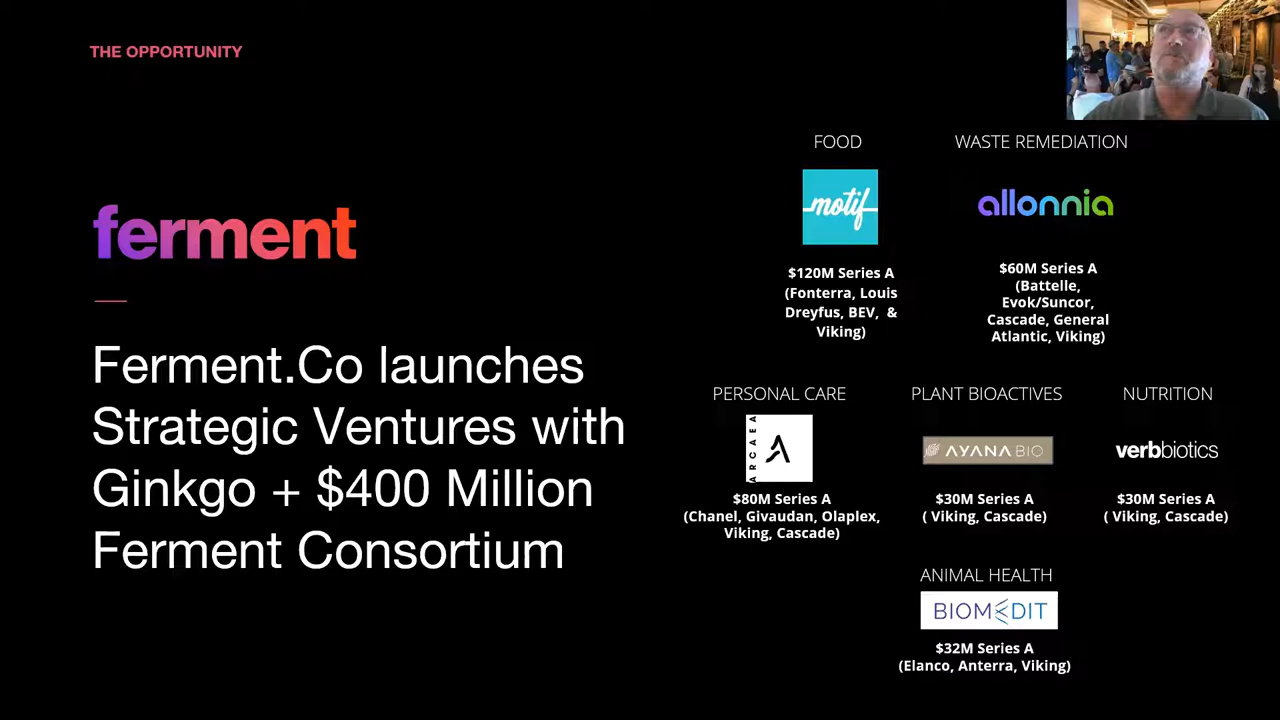 THE OPPORTUNITY
ferment
Ferment.Co launches
Strategic Ventures with
Ginkgo + $400 Million
Ferment Consortium
FOOD
motif
$120M Series A
(Fonterra, Louis
Dreyfus, BEV, &
Viking)
WASTE REMEDIATION
allonnia
$60M Series A
(Battelle,
Evok/Suncor,
Cascade, General
Atlantic, Viking)
PERSONAL CARE
ARCAEA
$80M Series A
(Chanel, Givaudan, Olaplex,
Viking, Cascade)
PLANT BIOACTIVES
AYANA BIO
$30M Series A
( Viking, Cascade)
NUTRITION
verbbiotics
$30M Series A
( Viking, Cascade)
ANIMAL HEALTH
BIOMEDIT
$32M Series A
(Elanco, Anterra, Viking)